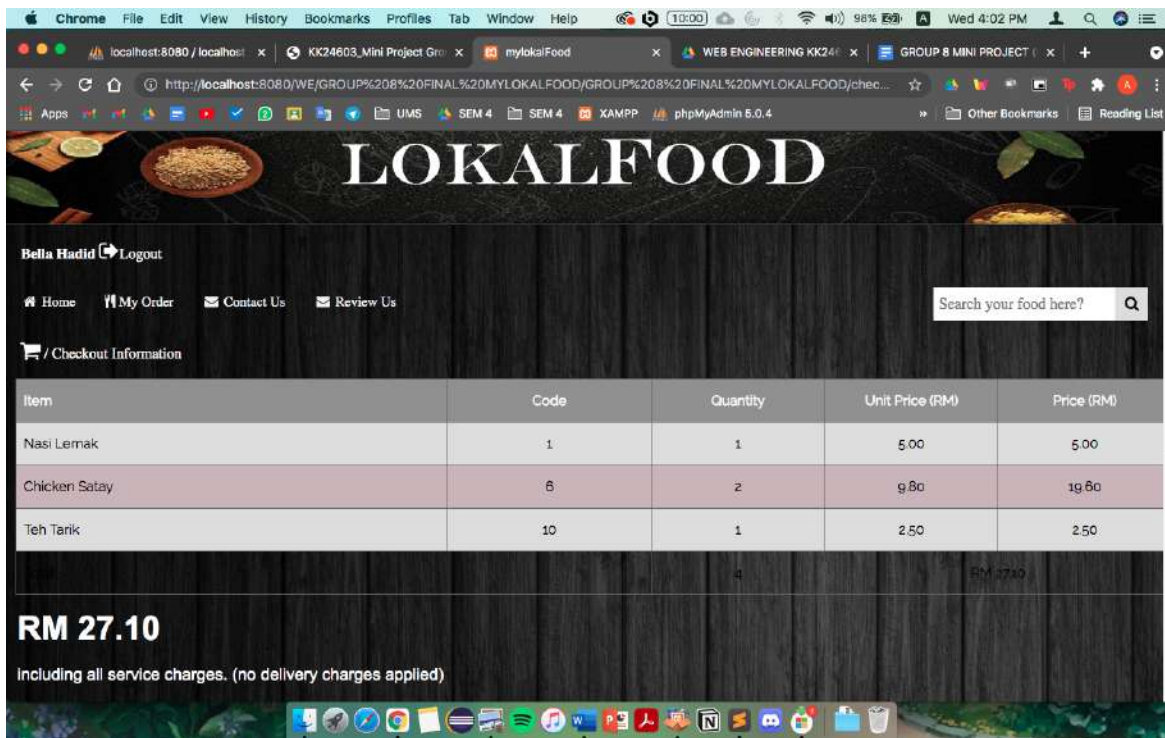 Chrome File Edit View History Bookmarks Profiles Tab Window Help 10:00 98% Wed 4:02 PM
localhost:8080 / localhost KK24603_Mini Project Gro mylokalFood WEB ENGINEERING KK24 GROUP 8 MINI PROJECT (
http://localhost:8080/WE/GROUP%208%20FINAL%20MYLOKALFOOD/GROUP%208%20FINAL%20MYLOKALFOOD/chec...
Apps UMS SEM 4 SEM 4 XAMPP phpMyAdmin 5.0.4 » Other Bookmarks Reading List
LOKALFOOD
Bella Hadid Logout
Home My Order Contact Us Review Us Search your food here?
/ Checkout Information
Item Code Quantity Unit Price (RM) Price (RM)
Nasi Lemak 1 1 5.00 5.00
Chicken Satay 6 2 9.80 19.60
Teh Tarik 10 1 2.50 2.50
4 RM 27.10
RM 27.10
including all service charges. (no delivery charges applied)